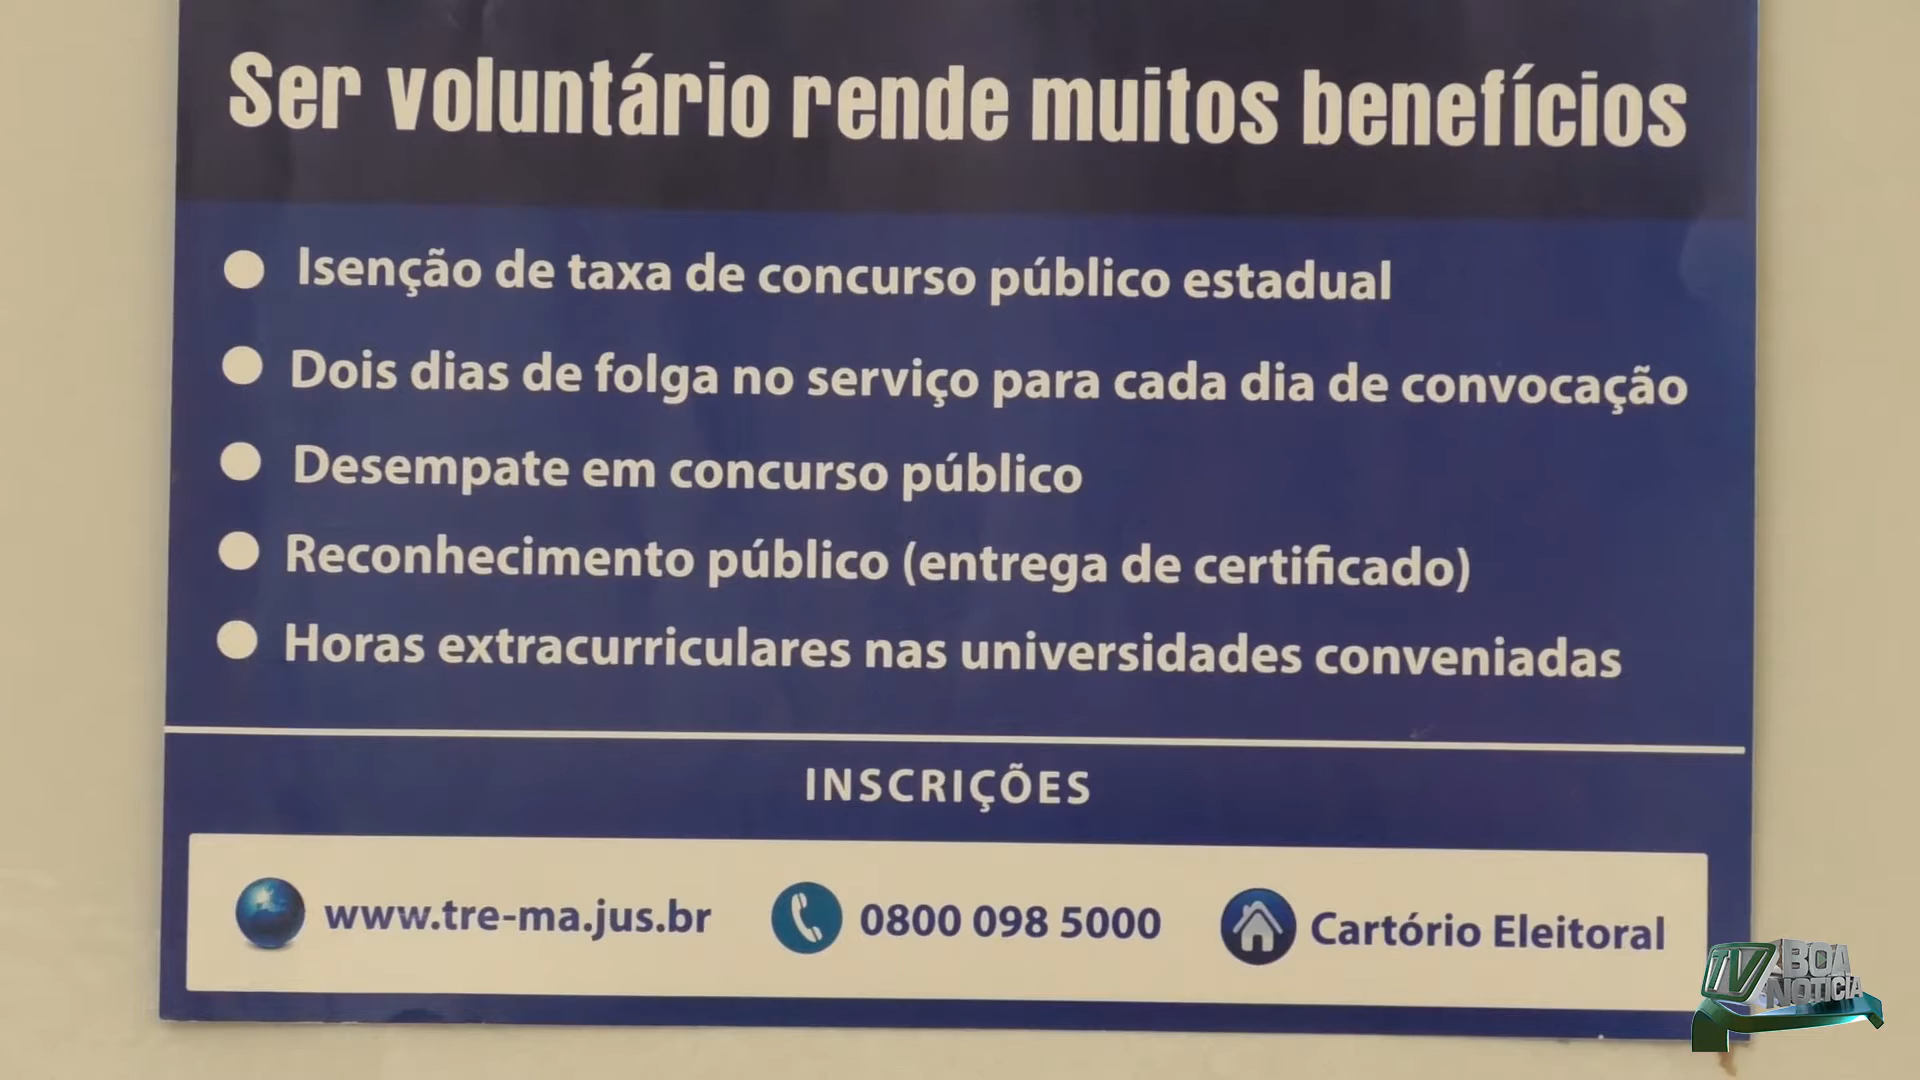 Ser voluntário rende muitos benefícios
Isenção de taxa de concurso público estadual
Dois dias de folga no serviço para cada dia de convocação
Desempate em concurso público
Reconhecimento público (entrega de certificado)
Horas extracurriculares nas universidades conveniadas
INSCRIÇÕES
www.tre-ma.jus.br 0800 098 5000 Cartório Eleitoral
TV BOA
NOTÍCIA